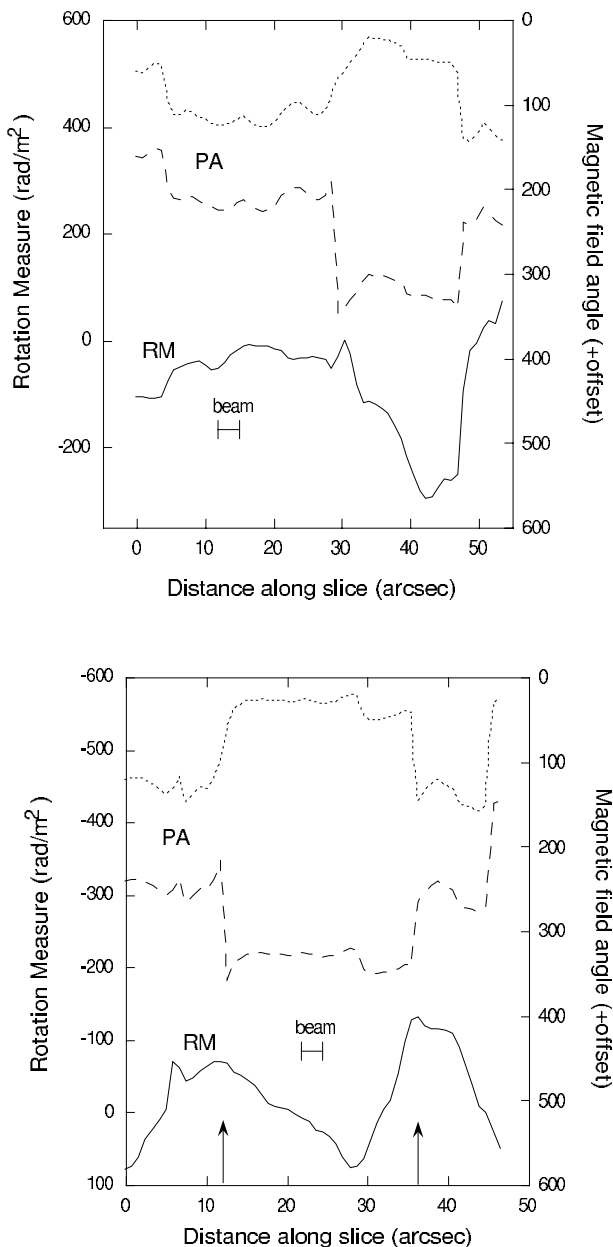 600
400
200
0
-200
Rotation Measure (rad/m²)
PA
RM
beam
0
100
200
300
400
500
600
Magnetic field angle (+offset)
0 10 20 30 40 50
Distance along slice (arcsec)
-600
-500
-400
-300
-200
-100
0
100
Rotation Measure (rad/m²)
PA
RM
beam
0
100
200
300
400
500
600
Magnetic field angle (+offset)
0 10 20 30 40 50
Distance along slice (arcsec)